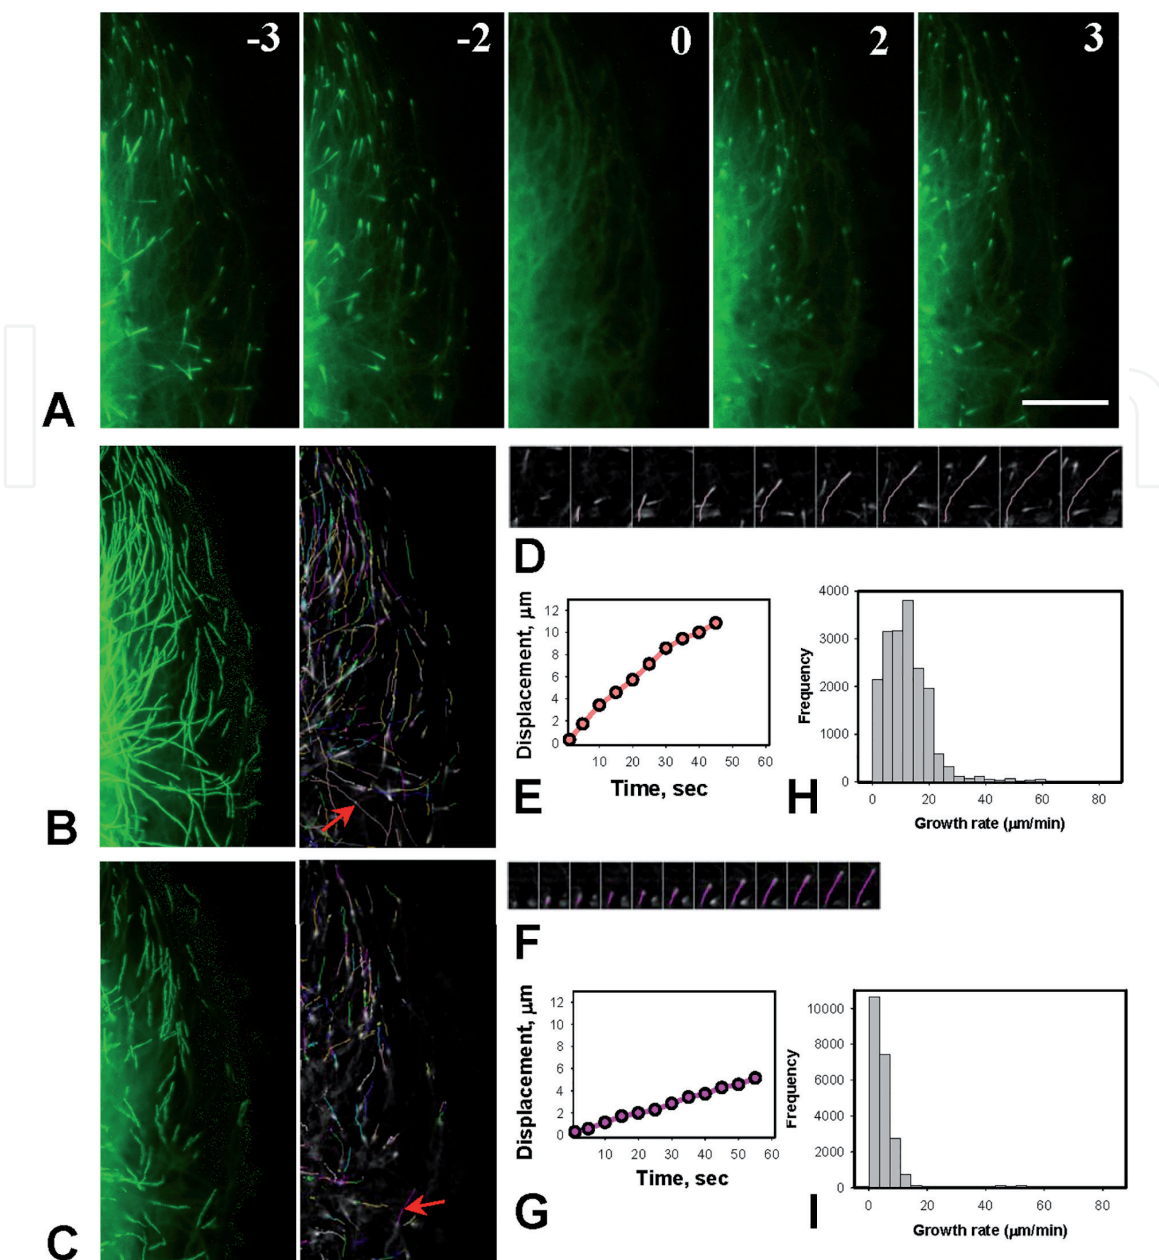 -3 -2 0 2 3
A
B
D
Displacement, μm
12
10
8
6
4
2
0
10 20 30 40 50 60
Time, sec
E
Frequency
4000
3000
2000
1000
0
0 20 40 60 80
Growth rate (μm/min)
H
C
F
Displacement, μm
12
10
8
6
4
2
0
10 20 30 40 50 60
Time, sec
G
Frequency
10000
8000
6000
4000
2000
0
0 20 40 60 80
Growth rate (μm/min)
I